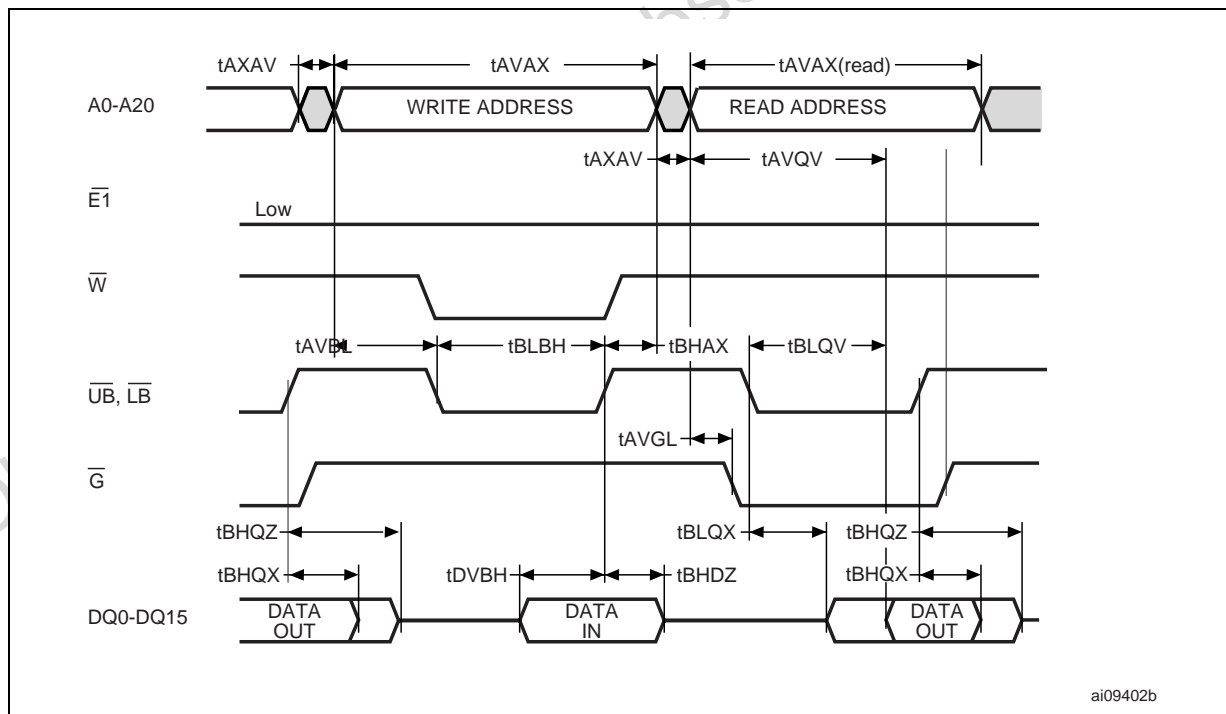 tAXAV tAVAX tAVAX(read)
A0-A20 WRITE ADDRESS READ ADDRESS
tAXAV tAVQV
E1
Low
W
tAVBL tBLBH tBHAX tBLQV
UB, LB
tAVGL
G
tBHQZ tBLQX tBHQZ
tBHQX tDVBH tBHDZ tBHQX
DQ0-DQ15 DATA OUT DATA IN DATA OUT
ai09402b